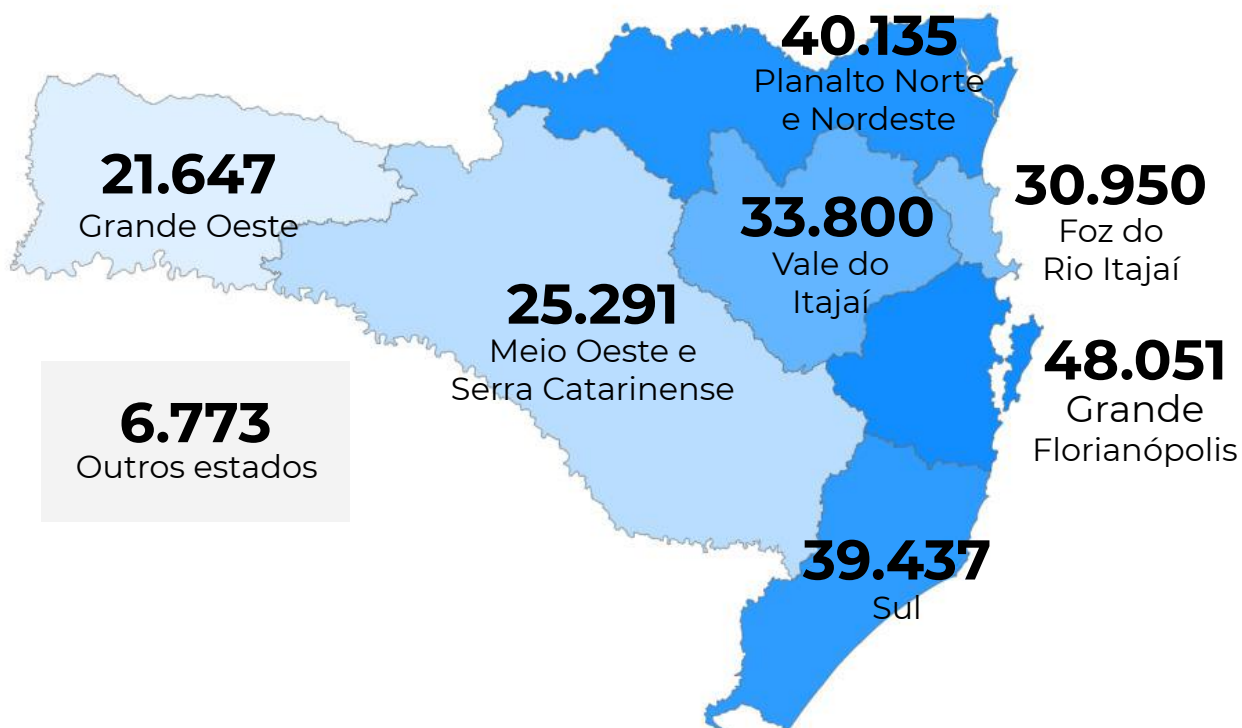 40.135
Planalto Norte
e Nordeste
21.647
Grande Oeste
30.950
Foz do
Rio Itajaí
33.800
Vale do
Itajaí
25.291
Meio Oeste e
Serra Catarinense
48.051
Grande
Florianópolis
6.773
Outros estados
39.437
Sul